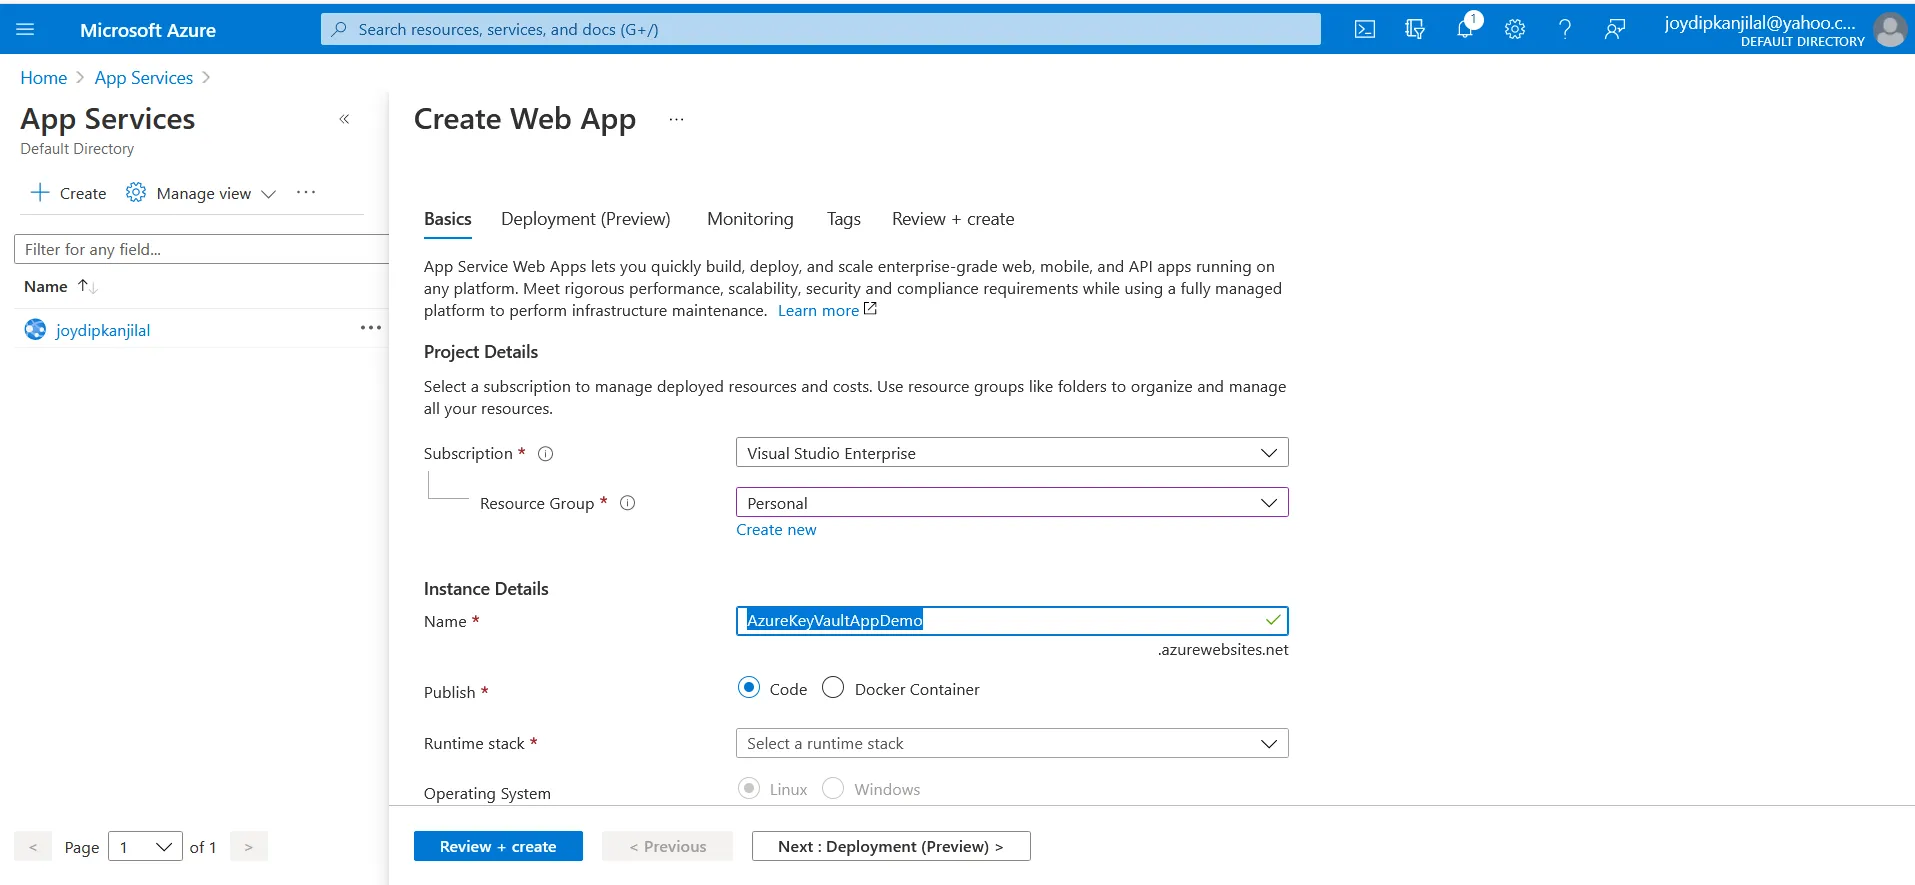 Microsoft Azure
Search resources, services, and docs (G+/)
1
joydipkanjilal@yahoo.c...
DEFAULT DIRECTORY
Home > App Services >
App Services
«
Default Directory
+ Create Manage view ...
Filter for any field...
Name ↑↓
joydipkanjilal ...
< Page 1 of 1 >
Create Web App ...
Basics Deployment (Preview) Monitoring Tags Review + create
App Service Web Apps lets you quickly build, deploy, and scale enterprise-grade web, mobile, and API apps running on
any platform. Meet rigorous performance, scalability, security and compliance requirements while using a fully managed
platform to perform infrastructure maintenance. Learn more
Project Details
Select a subscription to manage deployed resources and costs. Use resource groups like folders to organize and manage
all your resources.
Subscription * Visual Studio Enterprise
Resource Group * Personal
Create new
Instance Details
Name * AzureKeyVaultAppDemo
.azurewebsites.net
Publish * Code Docker Container
Runtime stack * Select a runtime stack
Operating System Linux Windows
Review + create < Previous Next : Deployment (Preview) >